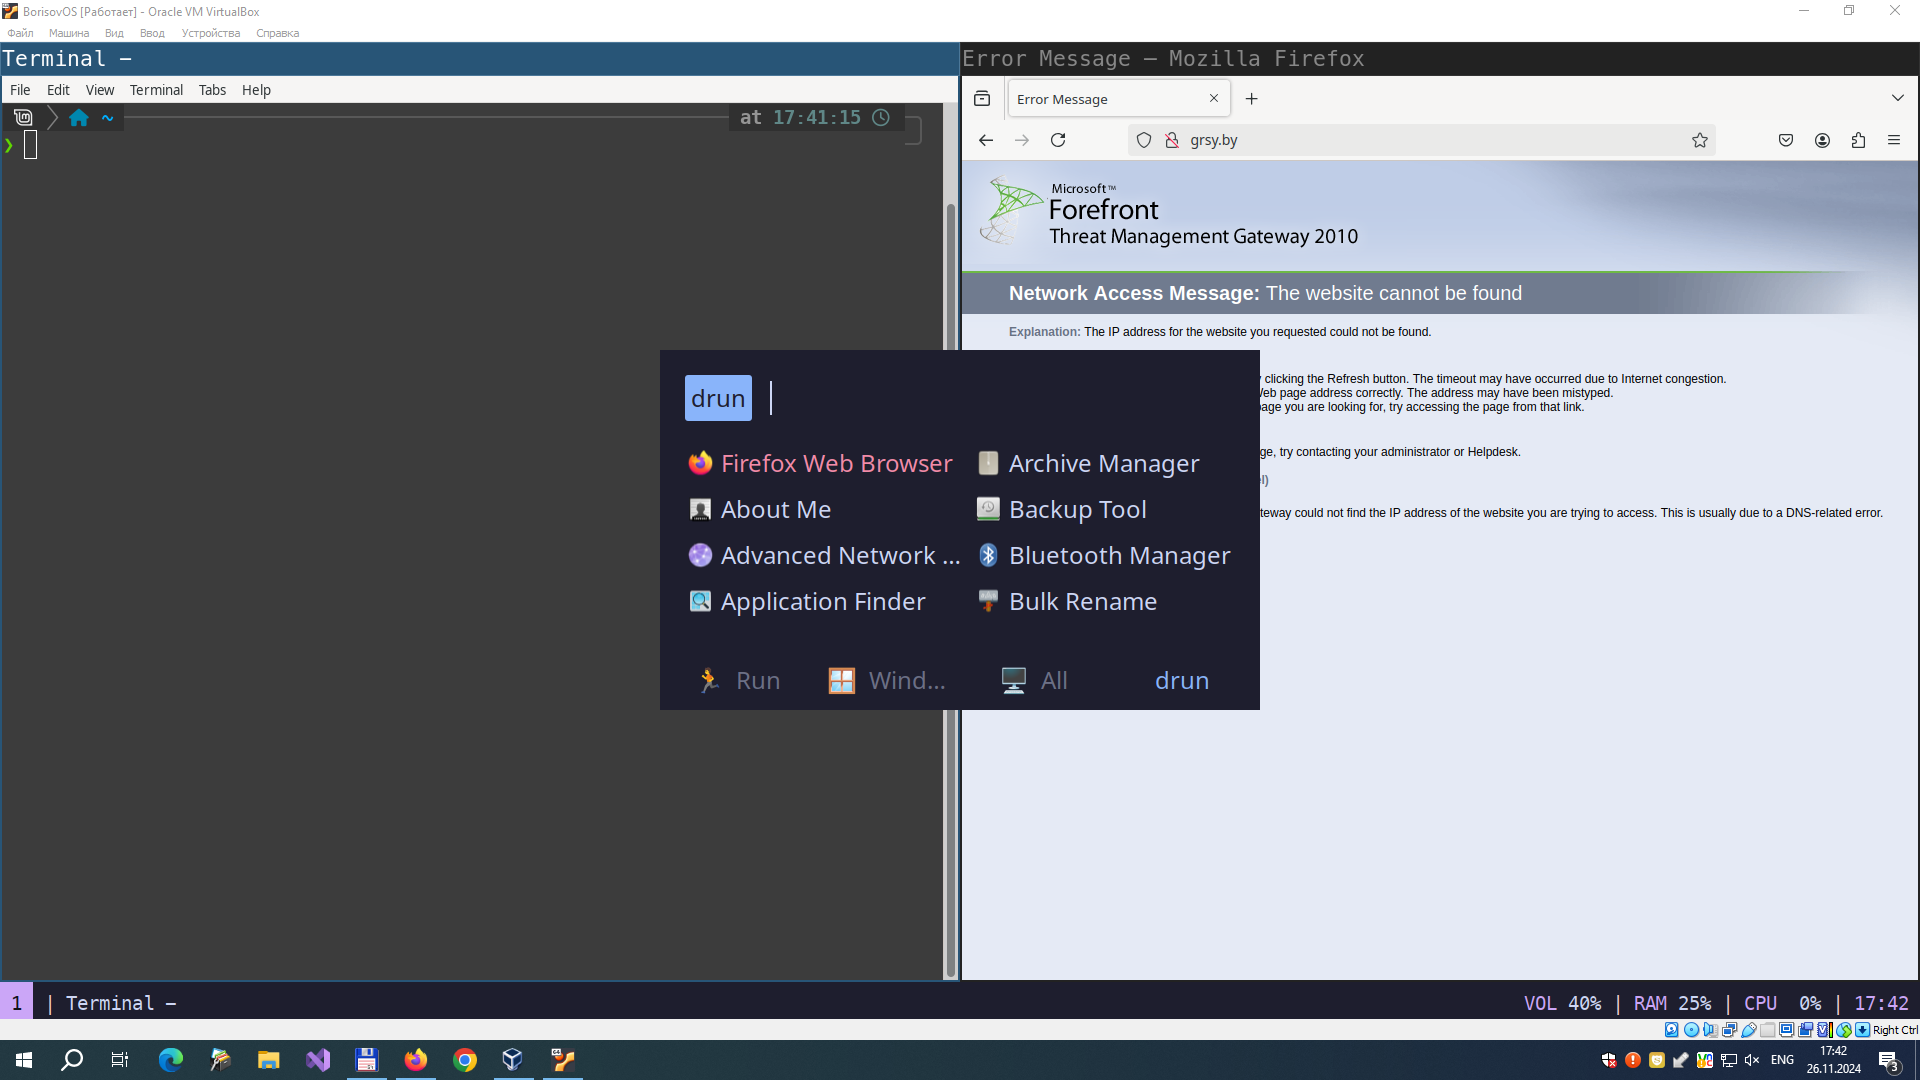 BorisovOS [Работает] - Oracle VM VirtualBox
Файл Машина Вид Ввод Устройства Справка
Terminal -
File Edit View Terminal Tabs Help
~ at 17:41:15
❯
Error Message — Mozilla Firefox
Error Message
grsy.by
Microsoft™
Forefront
Threat Management Gateway 2010
Network Access Message: The website cannot be found
Explanation: The IP address for the website you requested could not be found.
clicking the Refresh button. The timeout may have occurred due to Internet congestion.
eb page address correctly. The address may have been mistyped.
age you are looking for, try accessing the page from that link.
ge, try contacting your administrator or Helpdesk.
teway could not find the IP address of the website you are trying to access. This is usually due to a DNS-related error.
drun
Firefox Web Browser Archive Manager
About Me Backup Tool
Advanced Network ... Bluetooth Manager
Application Finder Bulk Rename
Run Wind... All drun
1 | Terminal -
VOL 40% | RAM 25% | CPU 0% | 17:42
Right Ctrl
ENG
17:42
26.11.2024
3